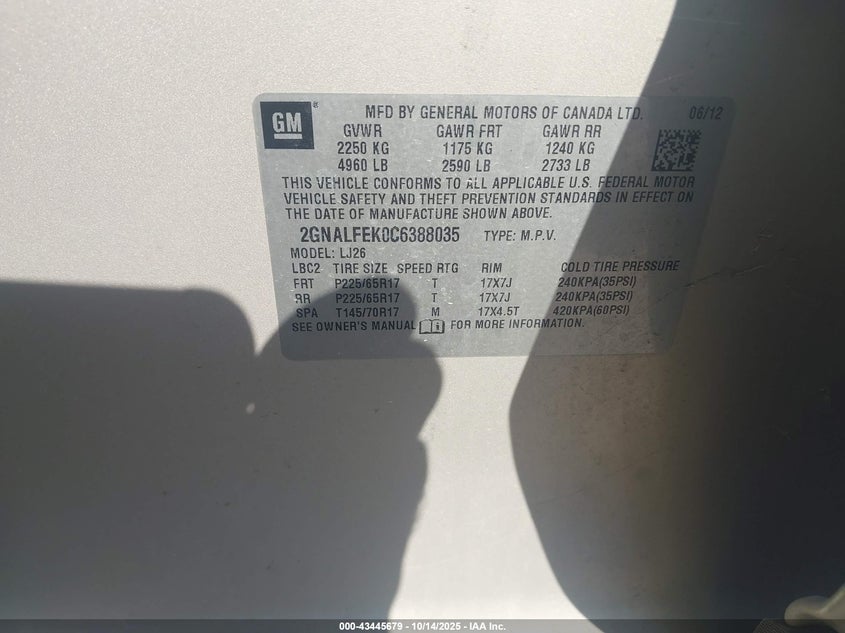 GM ®
MFD BY GENERAL MOTORS OF CANADA LTD. 06/12
GVWR GAWR FRT GAWR RR
2250 KG 1175 KG 1240 KG
4960 LB 2590 LB 2733 LB
THIS VEHICLE CONFORMS TO ALL APPLICABLE U.S. FEDERAL MOTOR
VEHICLE SAFETY AND THEFT PREVENTION STANDARDS IN EFFECT ON
THE DATE OF MANUFACTURE SHOWN ABOVE.
2GNALFEK0C6388035 TYPE: M.P.V.
MODEL: LJ26
LBC2 TIRE SIZE SPEED RTG RIM COLD TIRE PRESSURE
FRT P225/65R17 T 17X7J 240KPA(35PSI)
RR P225/65R17 T 17X7J 240KPA(35PSI)
SPA T145/70R17 M 17X4.5T 420KPA(60PSI)
SEE OWNER'S MANUAL FOR MORE INFORMATION.
000-43445679 - 10/14/2025 - IAA Inc.